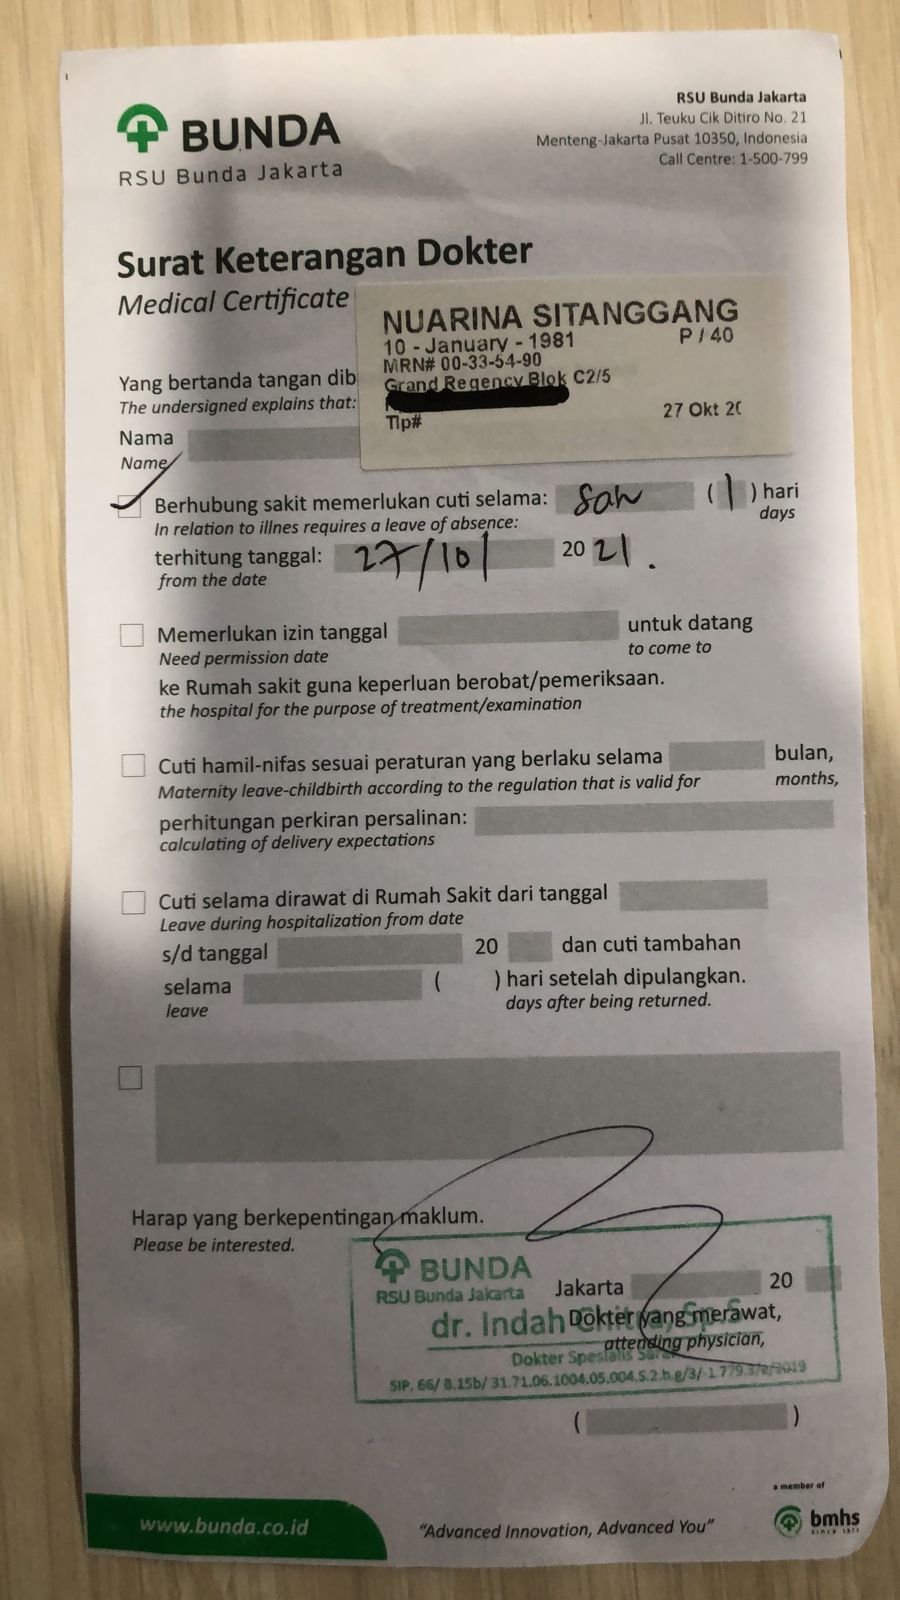 BUNDA
RSU Bunda Jakarta
RSU Bunda Jakarta
Jl. Teuku Cik Ditiro No. 21
Menteng-Jakarta Pusat 10350, Indonesia
Call Centre: 1-500-799
Surat Keterangan Dokter
Medical Certificate
NUARINA SITANGGANG
10 - January - 1981 P / 40
MRN# 00-33-54-90
Grand Regency Blok C2/5
Tlp# 27 Okt 20
Yang bertanda tangan dib
The undersigned explains that:
Nama
Name
Berhubung sakit memerlukan cuti selama: (1) hari
In relation to illnes requires a leave of absence: days
terhitung tanggal: 27/10/ 20 21.
from the date
Memerlukan izin tanggal untuk datang
Need permission date to come to
ke Rumah sakit guna keperluan berobat/pemeriksaan.
the hospital for the purpose of treatment/examination
Cuti hamil-nifas sesuai peraturan yang berlaku selama bulan,
Maternity leave-childbirth according to the regulation that is valid for months,
perhitungan perkiran persalinan:
calculating of delivery expectations
Cuti selama dirawat di Rumah Sakit dari tanggal
Leave during hospitalization from date
s/d tanggal 20 dan cuti tambahan
selama ( ) hari setelah dipulangkan.
leave days after being returned.
Harap yang berkepentingan maklum.
Please be interested.
BUNDA
RSU Bunda Jakarta
Jakarta 20
dr. Indah Sp.S
Dokter yang merawat,
attending physician,
Dokter Spesialis Saraf
SIP. 66/ B.15b/ 31.71.06.1004.05.004.S.2.b.g/3/-1.779.3/e/2019
( )
www.bunda.co.id
"Advanced Innovation, Advanced You"
a member of
bmhs